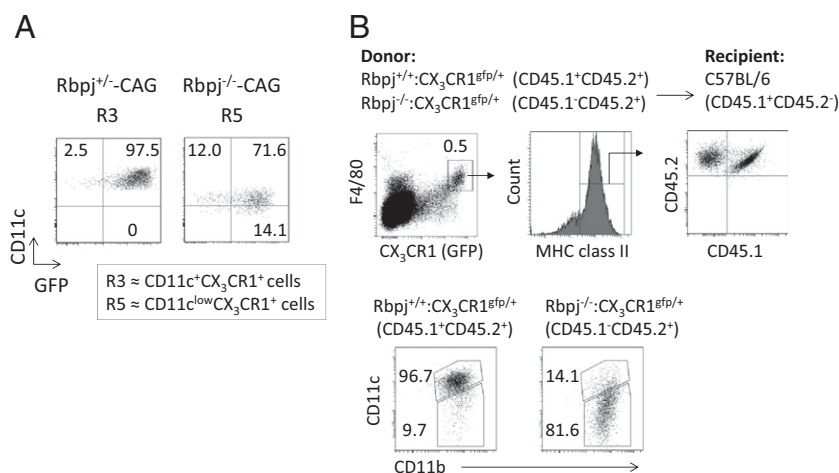 A
Rbpj+/--CAG
Rbpj-/--CAG
R3
R5
2.5
97.5
0
12.0
71.6
14.1
CD11c
GFP
R3 ≈ CD11c+CX3CR1+ cells
R5 ≈ CD11clowCX3CR1+ cells
B
Donor:
Rbpj+/+:CX3CR1gfp/+ (CD45.1+CD45.2+)
Rbpj-/-:CX3CR1gfp/+ (CD45.1-CD45.2+)
Recipient:
C57BL/6
(CD45.1+CD45.2-)
0.5
F4/80
CX3CR1 (GFP)
Count
MHC class II
CD45.2
CD45.1
Rbpj+/+:CX3CR1gfp/+
(CD45.1+CD45.2+)
Rbpj-/-:CX3CR1gfp/+
(CD45.1-CD45.2+)
96.7
9.7
14.1
81.6
CD11c
CD11b